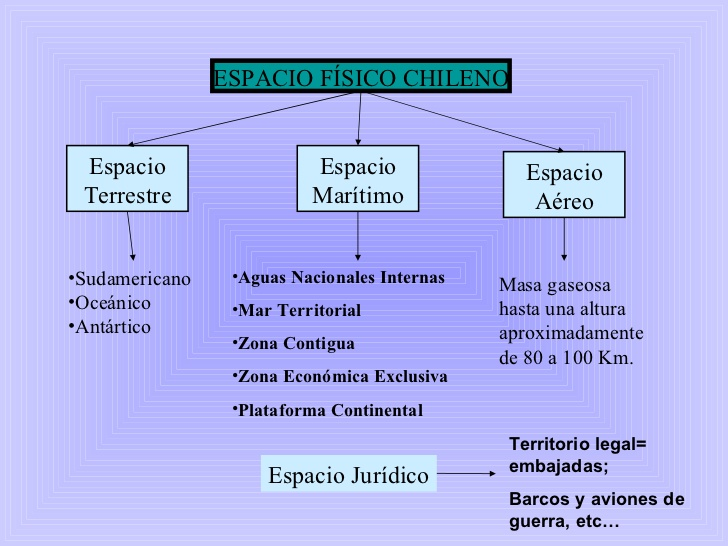 ESPACIO FÍSICO CHILENO
Espacio
Terrestre
Espacio
Marítimo
Espacio
Aéreo
•Sudamericano
•Oceánico
•Antártico
•Aguas Nacionales Internas
•Mar Territorial
•Zona Contigua
•Zona Económica Exclusiva
•Plataforma Continental
Masa gaseosa
hasta una altura
aproximadamente
de 80 a 100 Km.
Espacio Jurídico
Territorio legal=
embajadas;
Barcos y aviones de
guerra, etc…